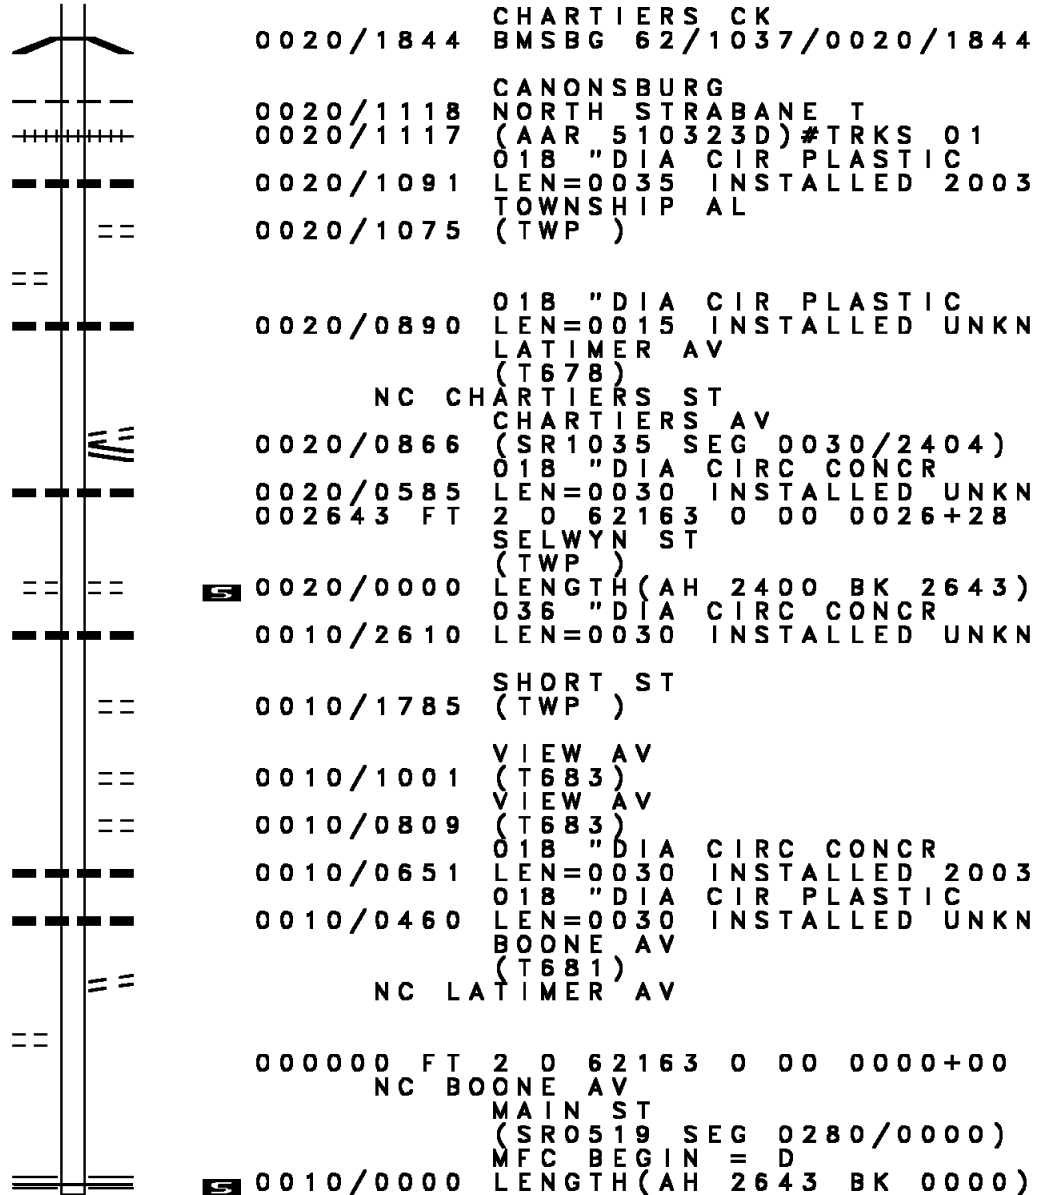 CHARTIERS CK
0020/1844 BMSBG 62/1037/0020/1844
CANONSBURG
0020/1118 NORTH STRABANE T
0020/1117 (AAR 510323D)#TRKS 01
018 "DIA CIR PLASTIC
0020/1091 LEN=0035 INSTALLED 2003
TOWNSHIP AL
0020/1075 (TWP )
018 "DIA CIR PLASTIC
0020/0890 LEN=0015 INSTALLED UNKN
LATIMER AV
(T678)
NC CHARTIERS ST
CHARTIERS AV
0020/0866 (SR1035 SEG 0030/2404)
018 "DIA CIRC CONCR
0020/0585 LEN=0030 INSTALLED UNKN
002643 FT 2 0 62163 0 00 0026+28
SELWYN ST
(TWP )
S 0020/0000 LENGTH(AH 2400 BK 2643)
036 "DIA CIRC CONCR
0010/2610 LEN=0030 INSTALLED UNKN
SHORT ST
0010/1785 (TWP )
VIEW AV
0010/1001 (T683)
VIEW AV
0010/0809 (T683)
018 "DIA CIRC CONCR
0010/0651 LEN=0030 INSTALLED 2003
018 "DIA CIR PLASTIC
0010/0460 LEN=0030 INSTALLED UNKN
BOONE AV
(T681)
NC LATIMER AV
000000 FT 2 0 62163 0 00 0000+00
NC BOONE AV
MAIN ST
(SR0519 SEG 0280/0000)
MFC BEGIN = D
S 0010/0000 LENGTH(AH 2643 BK 0000)